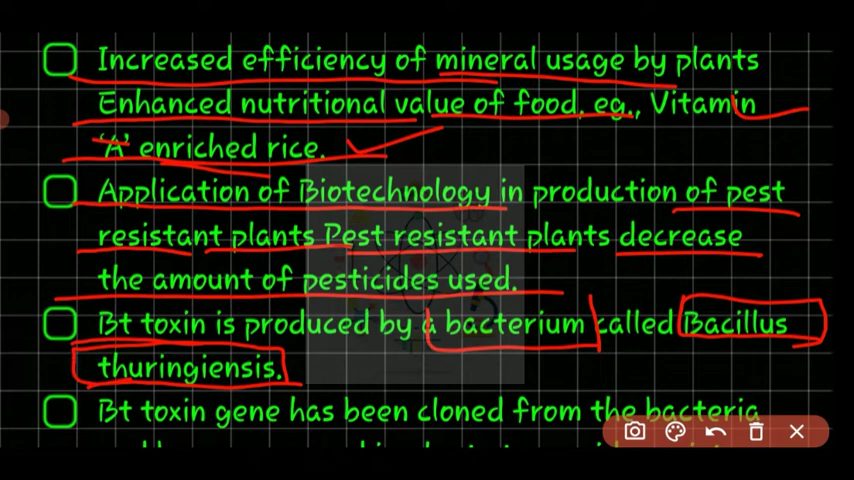 Increased efficiency of mineral usage by plants
Enhanced nutritional value of food, eg., Vitamin
'A' enriched rice.
Application of Biotechnology in production of pest
resistant plants Pest resistant plants decrease
the amount of pesticides used.
Bt toxin is produced by a bacterium called Bacillus
thuringiensis.
Bt toxin gene has been cloned from the bacteria